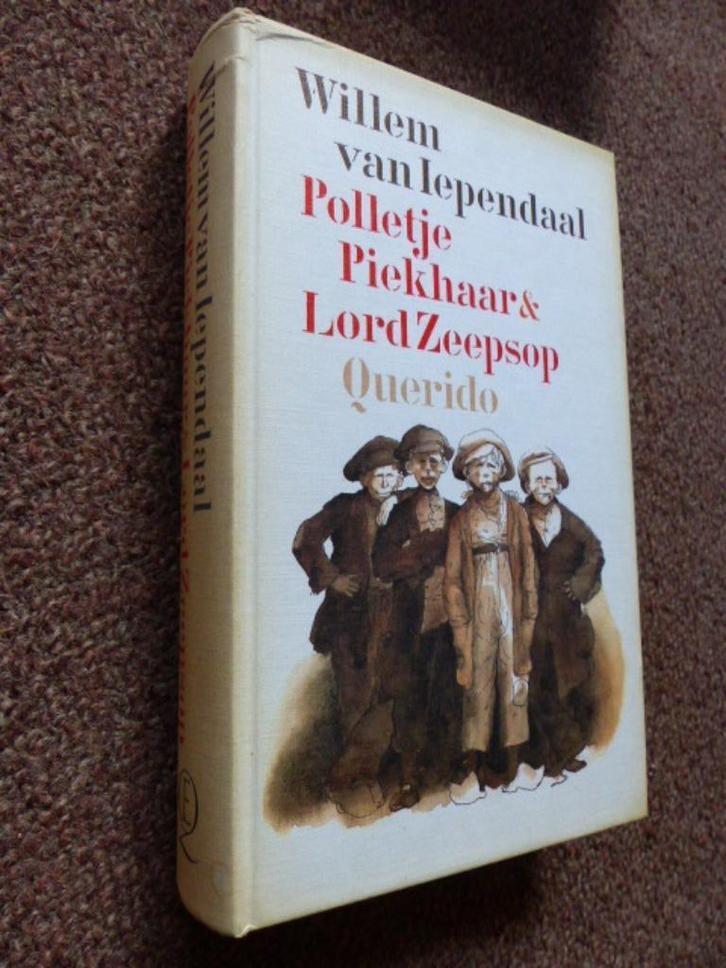 Willem
van Iependaal
Polletje
Piekhaar &
Lord Zeepsop
Querido
Willem van Iependaal